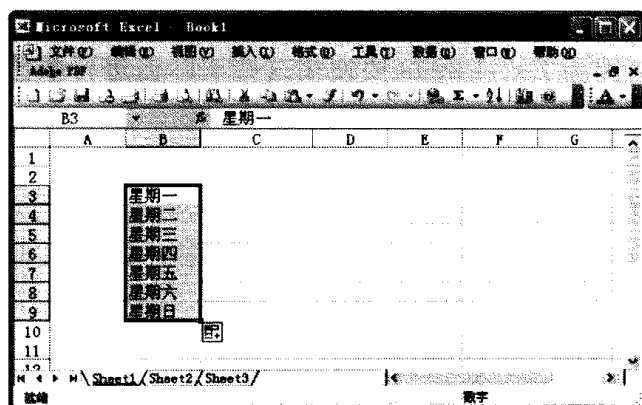 Microsoft Excel - Book1
文件(F) 编辑(E) 视图(V) 插入(I) 格式(O) 工具(T) 数据(D) 窗口(W) 帮助(H)
Adobe PDF
B3 星期一
A B C D E F G
1
2
3 星期一
4 星期二
5 星期三
6 星期四
7 星期五
8 星期六
9 星期日
10
11
12
Sheet1 / Sheet2 / Sheet3 /
就绪 数字